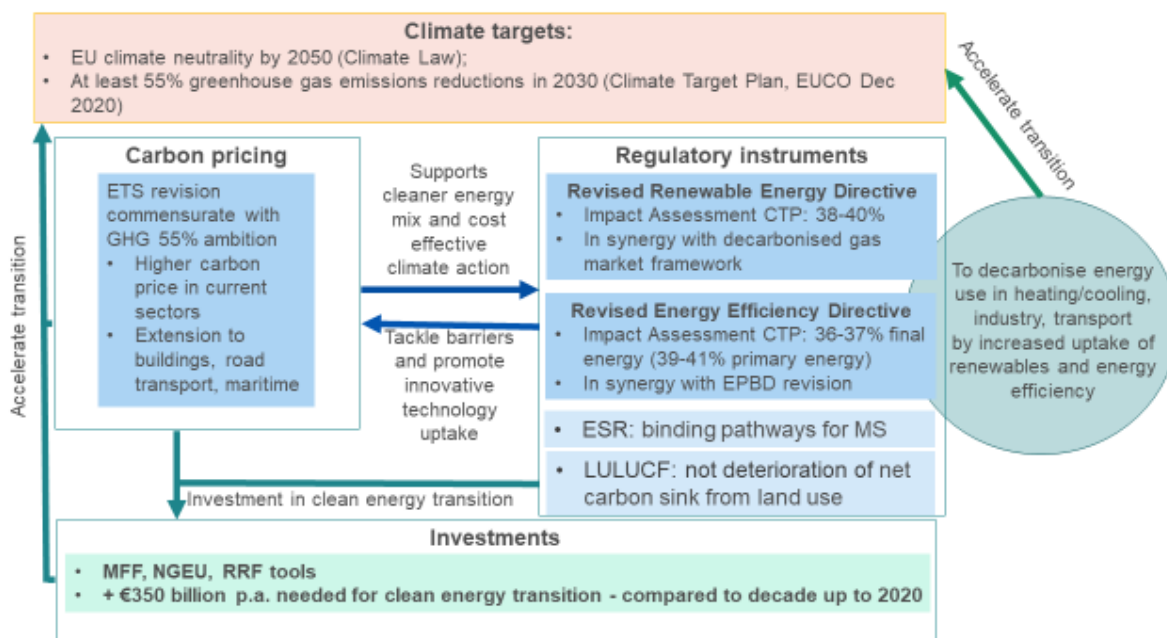 Climate targets:
• EU climate neutrality by 2050 (Climate Law);
• At least 55% greenhouse gas emissions reductions in 2030 (Climate Target Plan, EUCO Dec
2020)
Accelerate transition
Carbon pricing
ETS revision
commensurate with
GHG 55% ambition
• Higher carbon
price in current
sectors
• Extension to
buildings, road
transport, maritime
Accelerate transition
Supports
cleaner energy
mix and cost
effective
climate action
Tackle barriers
and promote
innovative
technology
uptake
Regulatory instruments
Revised Renewable Energy Directive
• Impact Assessment CTP: 38-40%
• In synergy with decarbonised gas
market framework
Revised Energy Efficiency Directive
• Impact Assessment CTP: 36-37% final
energy (39-41% primary energy)
• In synergy with EPBD revision
• ESR: binding pathways for MS
• LULUCF: not deterioration of net
carbon sink from land use
To decarbonise energy
use in heating/cooling,
industry, transport
by increased uptake of
renewables and energy
efficiency
Investment in clean energy transition
Investments
• MFF, NGEU, RRF tools
• + €350 billion p.a. needed for clean energy transition - compared to decade up to 2020